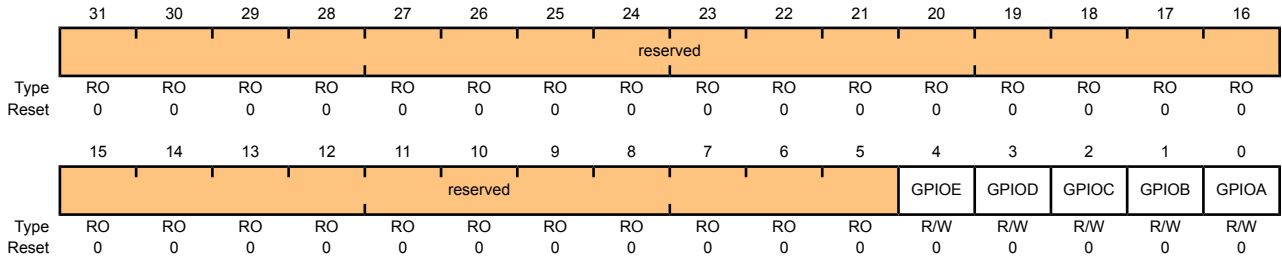 31 30 29 28 27 26 25 24 23 22 21 20 19 18 17 16
reserved
Type RO RO RO RO RO RO RO RO RO RO RO RO RO RO RO RO
Reset 0 0 0 0 0 0 0 0 0 0 0 0 0 0 0 0
15 14 13 12 11 10 9 8 7 6 5 4 3 2 1 0
reserved GPIOE GPIOD GPIOC GPIOB GPIOA
Type RO RO RO RO RO RO RO RO RO RO RO R/W R/W R/W R/W R/W
Reset 0 0 0 0 0 0 0 0 0 0 0 0 0 0 0 0